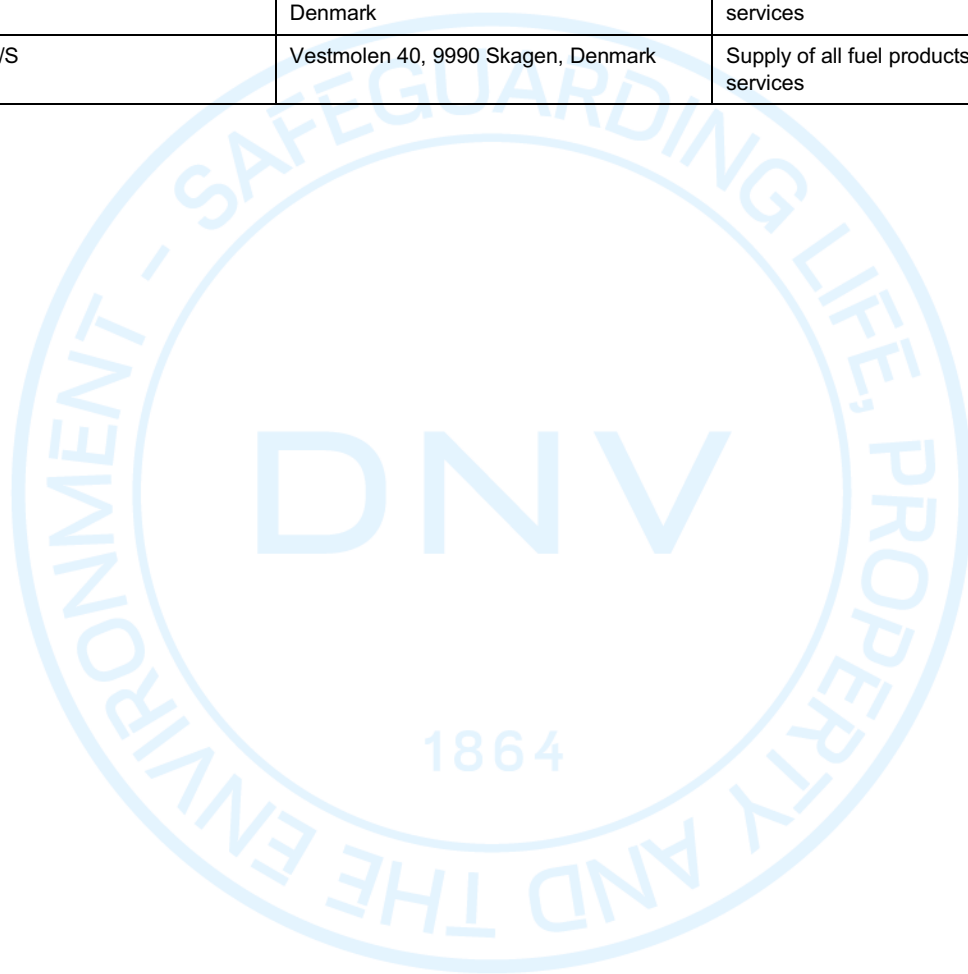 Denmark services
/S Vestmolen 40, 9990 Skagen, Denmark Supply of all fuel products
services
SAFEGUARDING LIFE, PROPERTY AND THE ENVIRONMENT -
DNV
1864